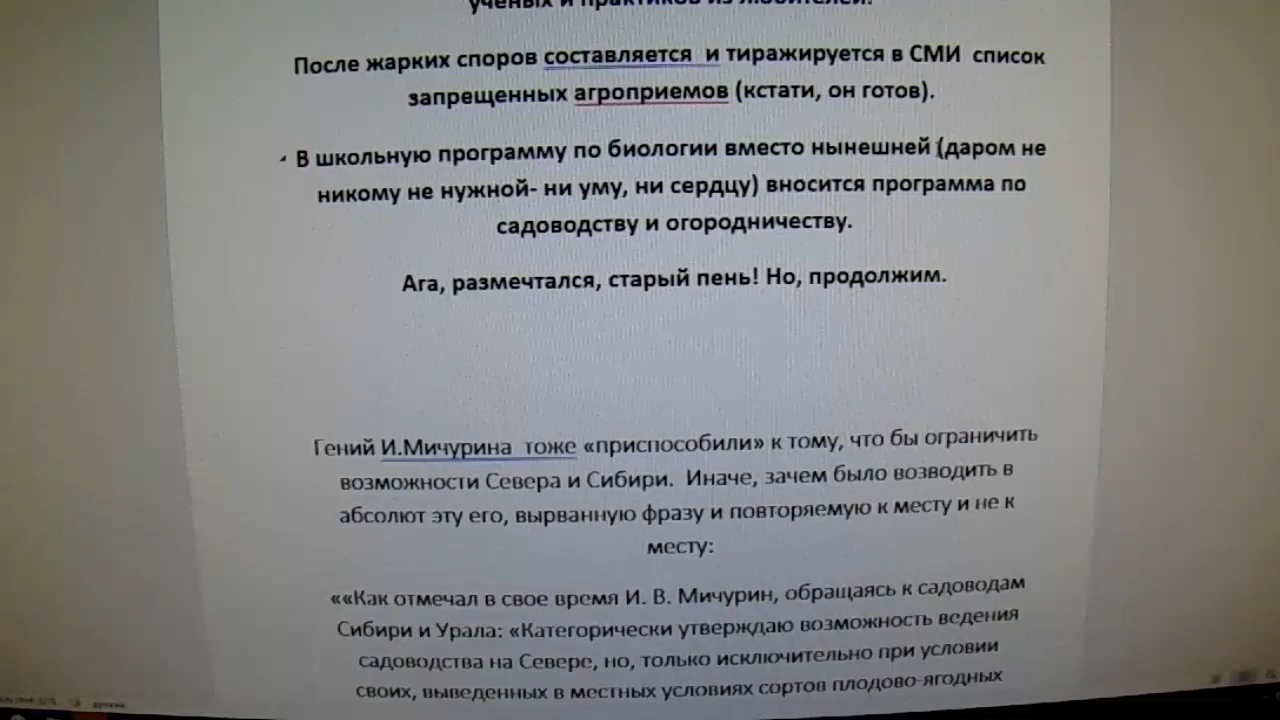 ученых и практиков из любителей.
После жарких споров составляется и тиражируется в СМИ список
запрещенных агроприемов (кстати, он готов).
В школьную программу по биологии вместо нынешней (даром не
никому не нужной- ни уму, ни сердцу) вносится программа по
садоводству и огородничеству.
Ага, размечтался, старый пень! Но, продолжим.
Гений И.Мичурина тоже «приспособили» к тому, что бы ограничить
возможности Севера и Сибири. Иначе, зачем было возводить в
абсолют эту его, вырванную фразу и повторяемую к месту и не к
месту:
««Как отмечал в свое время И. В. Мичурин, обращаясь к садоводам
Сибири и Урала: «Категорически утверждаю возможность ведения
садоводства на Севере, но, только исключительно при условии
своих, выведенных в местных условиях сортов плодово-ягодных